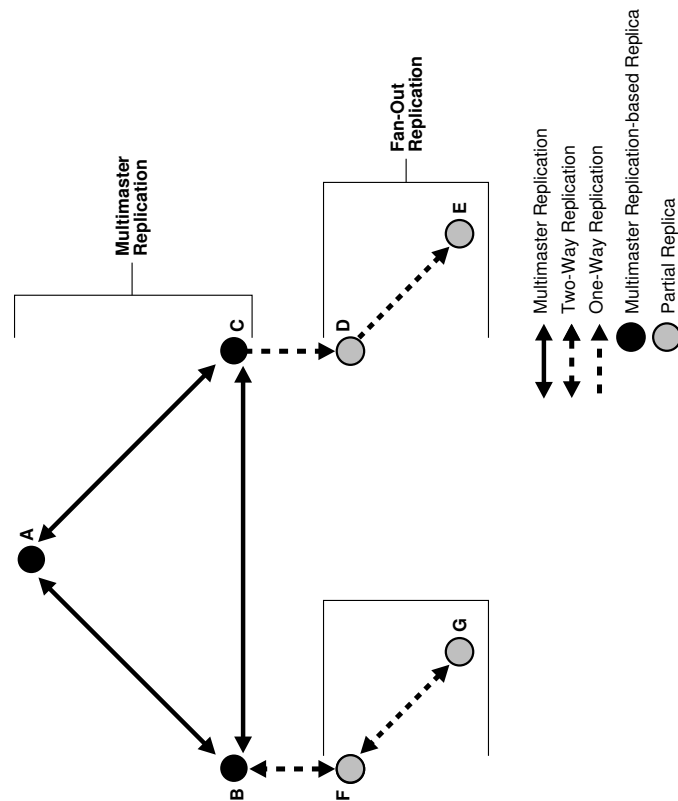 A
Multimaster
Replication
B
C
Fan-Out
Replication
F
D
G
E
Multimaster Replication
Two-Way Replication
One-Way Replication
Multimaster Replication-based Replica
Partial Replica